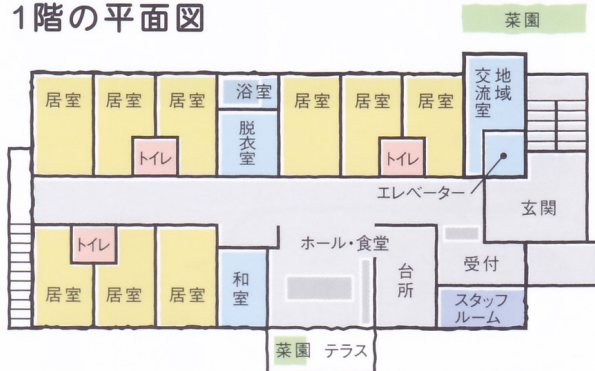 1階の平面図
菜園
居室
居室
居室
浴室
居室
居室
居室
地域
交流室
トイレ
脱衣室
トイレ
エレベーター
玄関
トイレ
ホール・食堂
居室
居室
居室
和室
台所
受付
スタッフ
ルーム
菜園 テラス